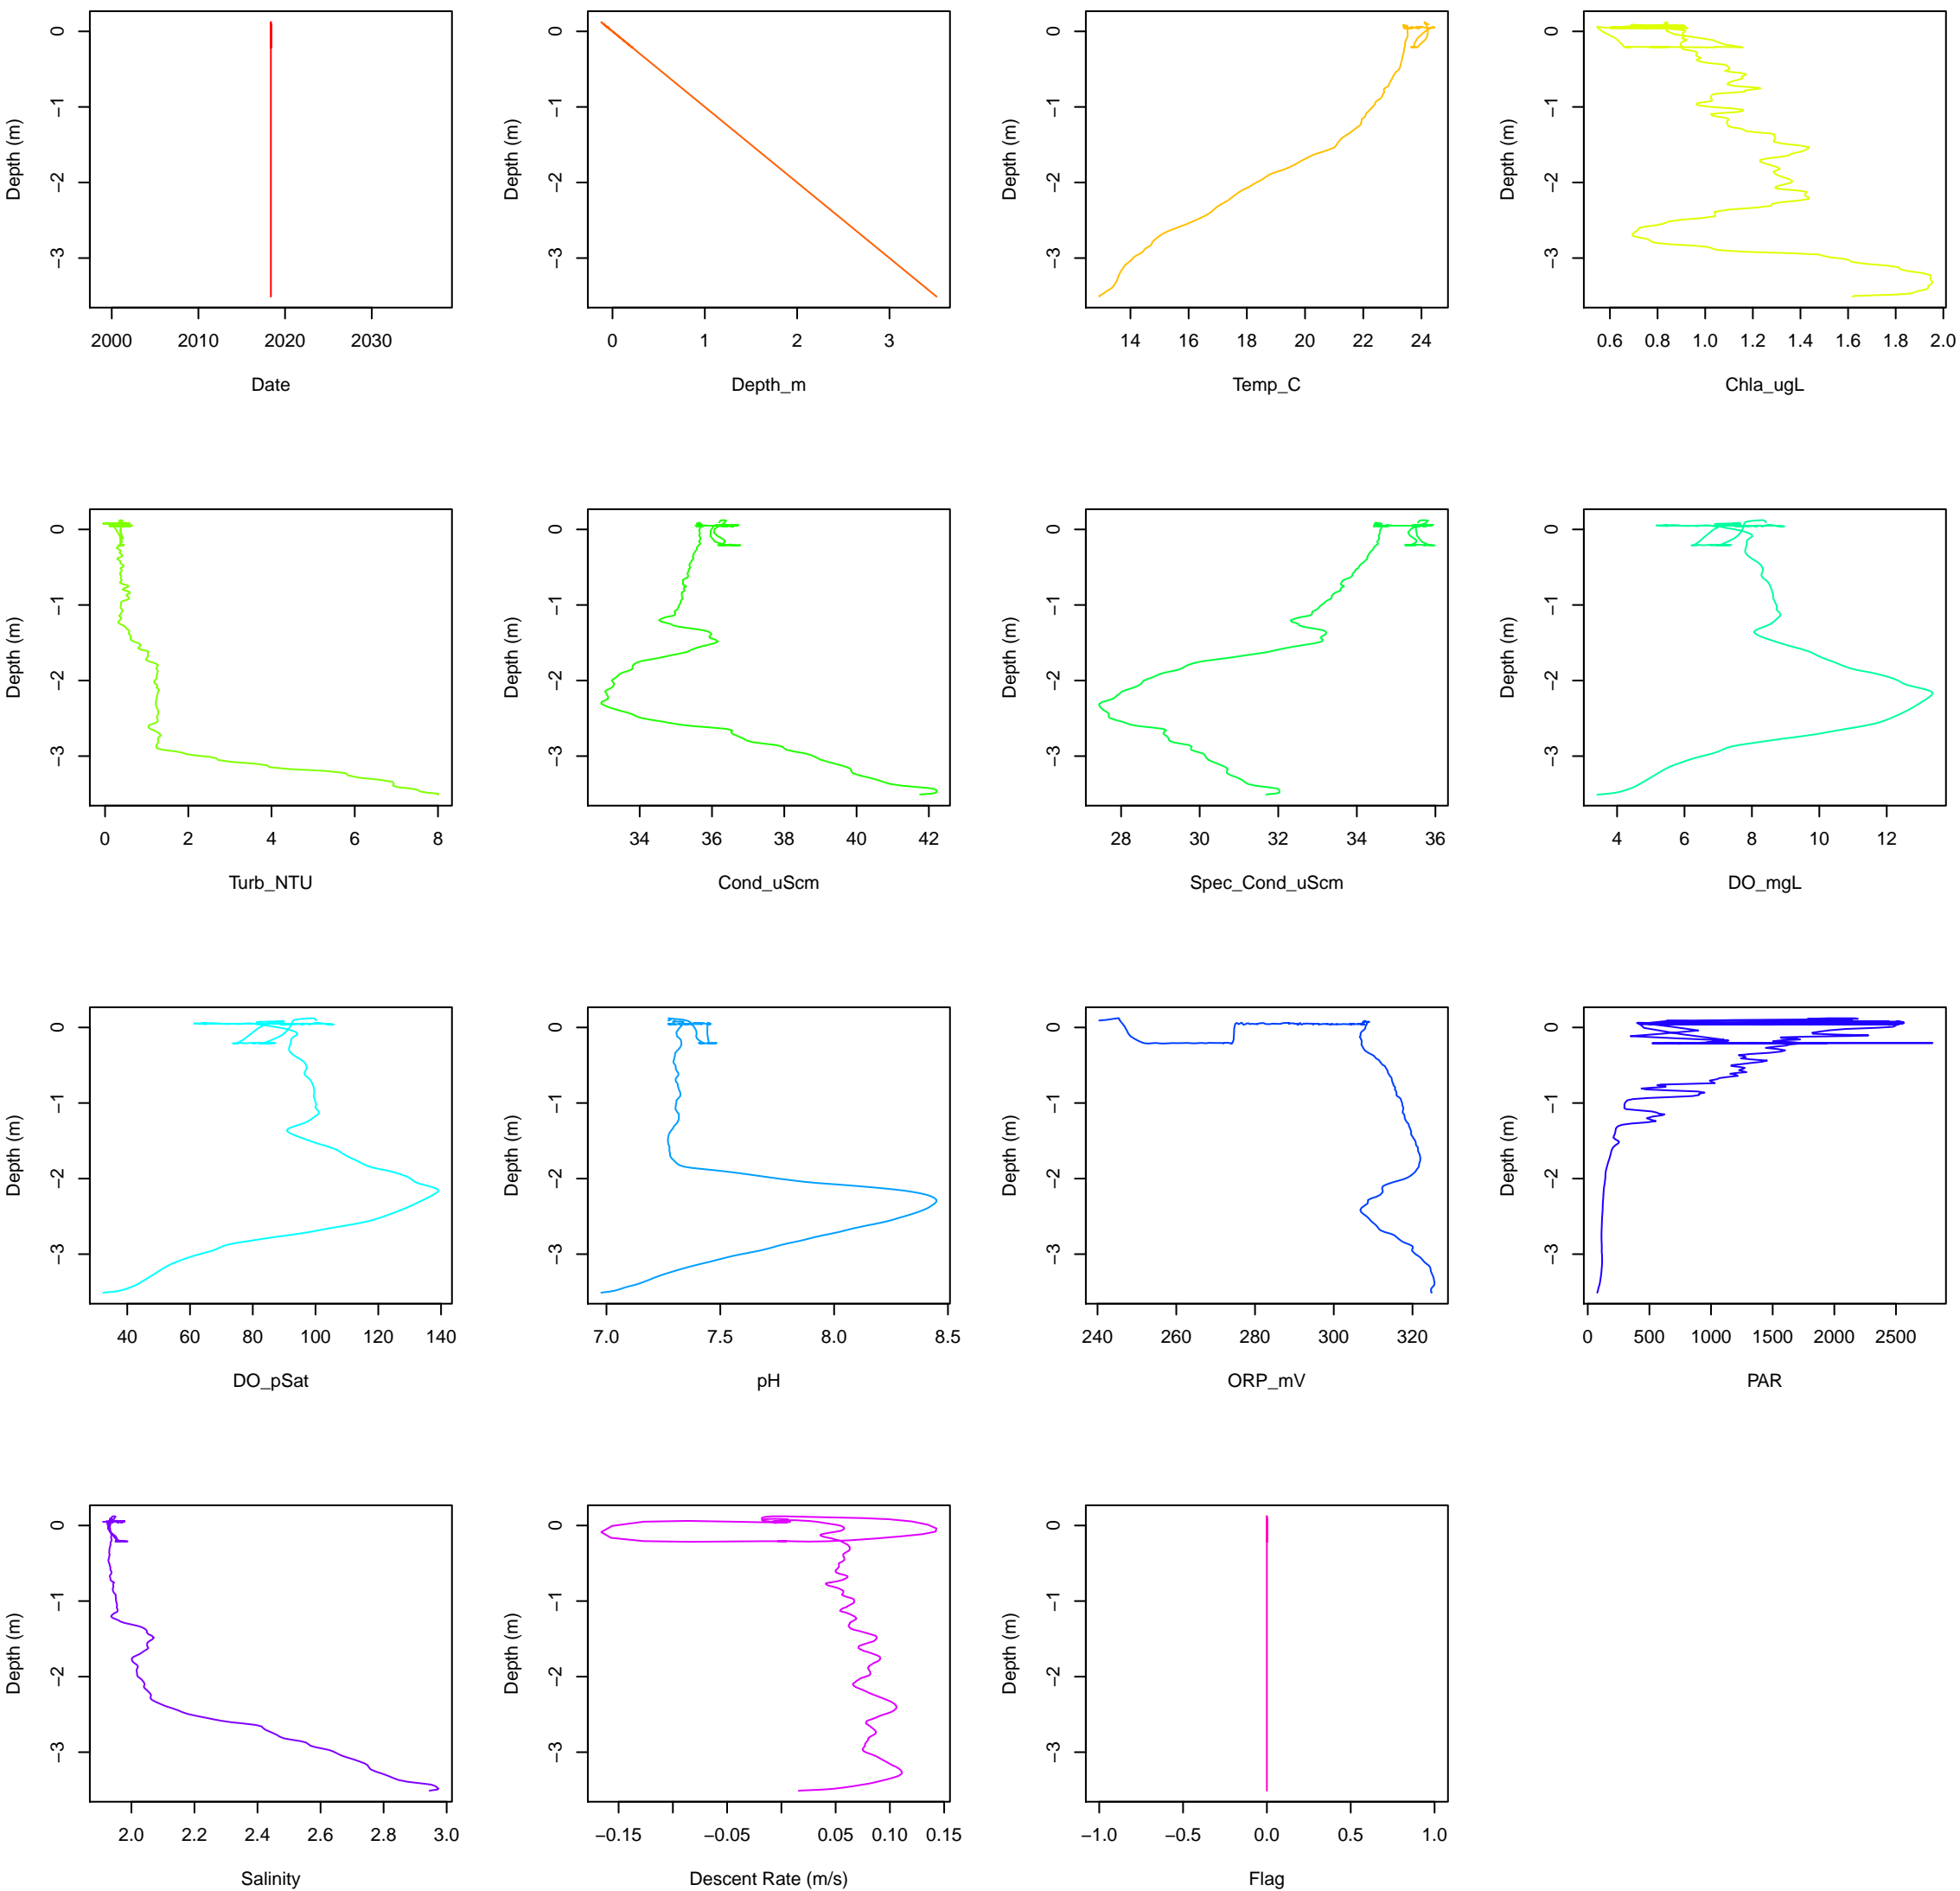 Depth (m)
0
−1
−2
−3
2000 2010 2020 2030
Date
Depth (m)
0
−1
−2
−3
0 1 2 3
Depth_m
Depth (m)
0
−1
−2
−3
14 16 18 20 22 24
Temp_C
Depth (m)
0
−1
−2
−3
0.6 0.8 1.0 1.2 1.4 1.6 1.8 2.0
Chla_ugL
Depth (m)
0
−1
−2
−3
0 2 4 6 8
Turb_NTU
Depth (m)
0
−1
−2
−3
34 36 38 40 42
Cond_uScm
Depth (m)
0
−1
−2
−3
28 30 32 34 36
Spec_Cond_uScm
Depth (m)
0
−1
−2
−3
4 6 8 10 12
DO_mgL
Depth (m)
0
−1
−2
−3
40 60 80 100 120 140
DO_pSat
Depth (m)
0
−1
−2
−3
7.0 7.5 8.0 8.5
pH
Depth (m)
0
−1
−2
−3
240 260 280 300 320
ORP_mV
Depth (m)
0
−1
−2
−3
0 500 1000 1500 2000 2500
PAR
Depth (m)
0
−1
−2
−3
2.0 2.2 2.4 2.6 2.8 3.0
Salinity
Depth (m)
0
−1
−2
−3
−0.15 −0.05 0.05 0.10 0.15
Descent Rate (m/s)
Depth (m)
0
−1
−2
−3
−1.0 −0.5 0.0 0.5 1.0
Flag